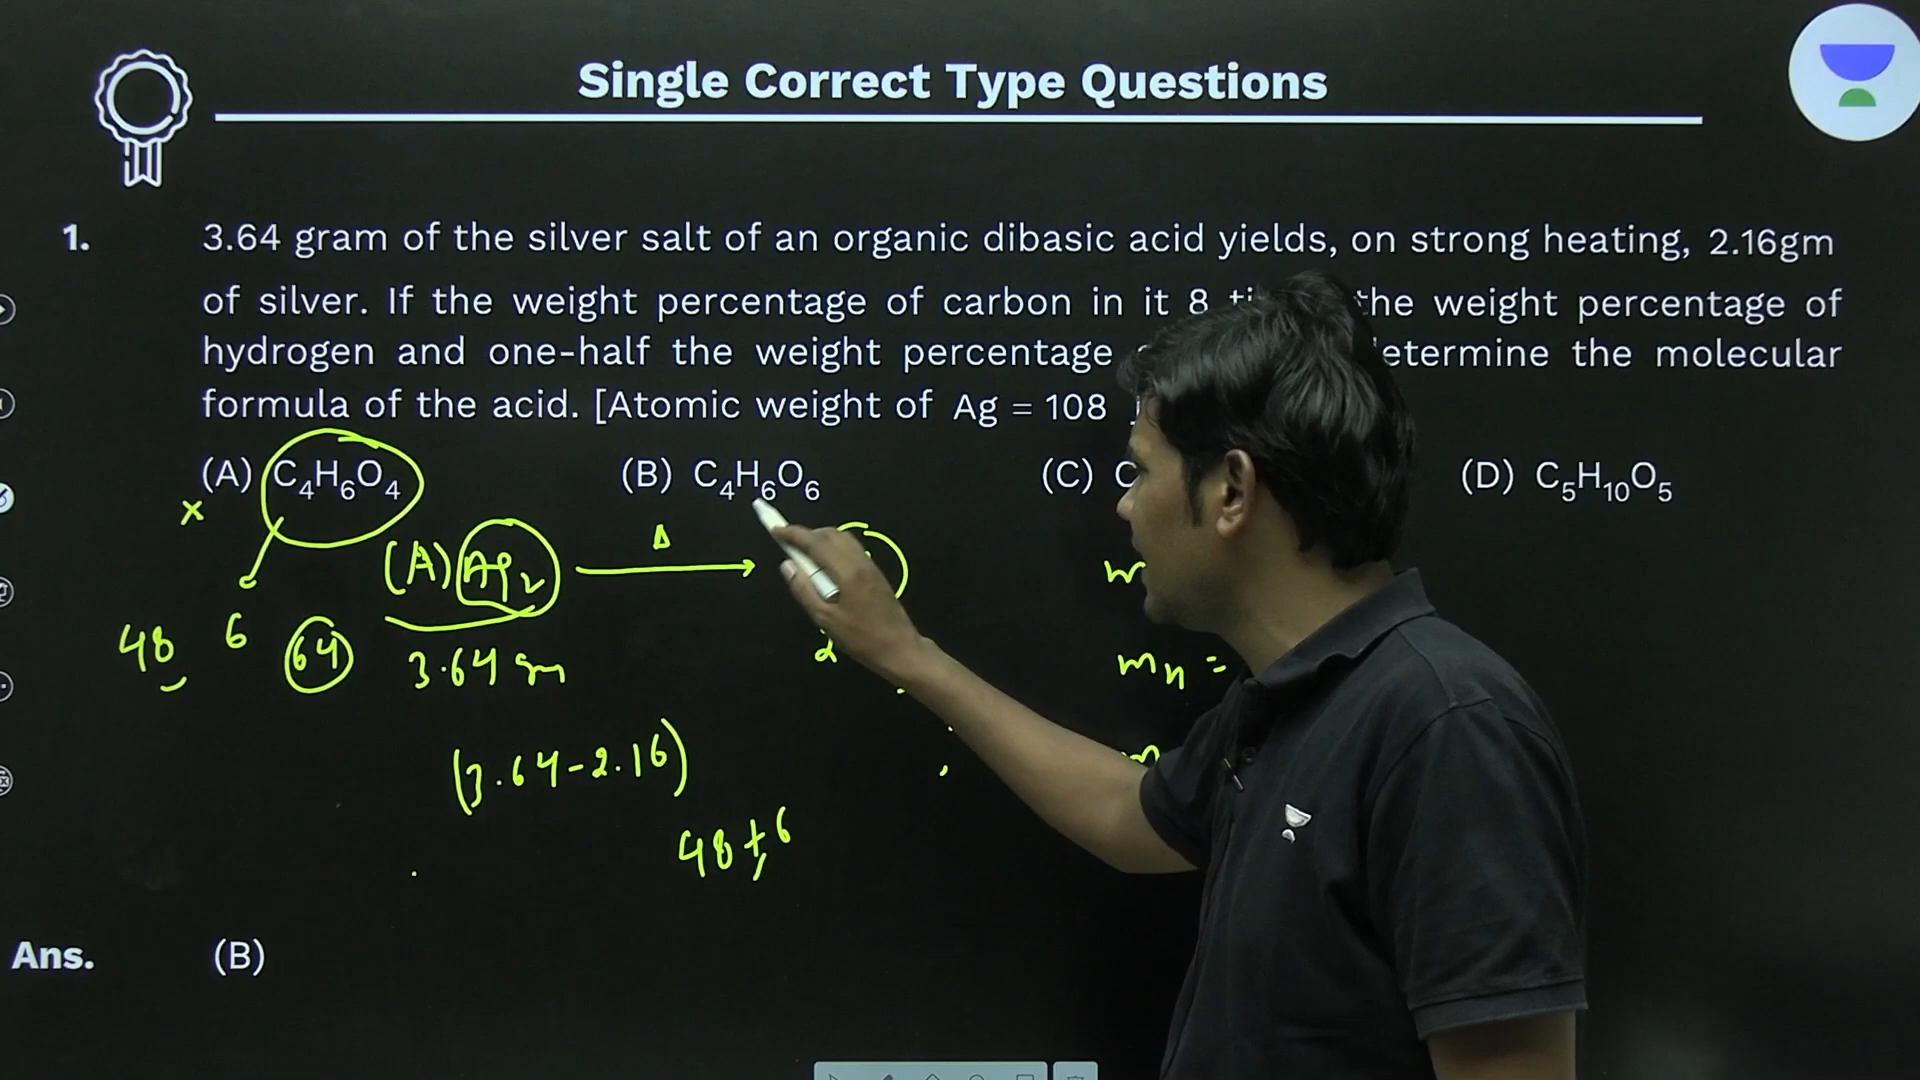 Single Correct Type Questions
1. 3.64 gram of the silver salt of an organic dibasic acid yields, on strong heating, 2.16gm
of silver. If the weight percentage of carbon in it 8 the weight percentage of
hydrogen and one-half the weight percentage determine the molecular
formula of the acid. [Atomic weight of Ag = 108
(A) C₄H₆O₄ (B) C₄H₆O₆ (C) C (D) C₅H₁₀O₅
x
(A) Ag₂ Δ
48 6 64 3.64 gm 2
(3.64-2.16)
48+6
Ans. (B)